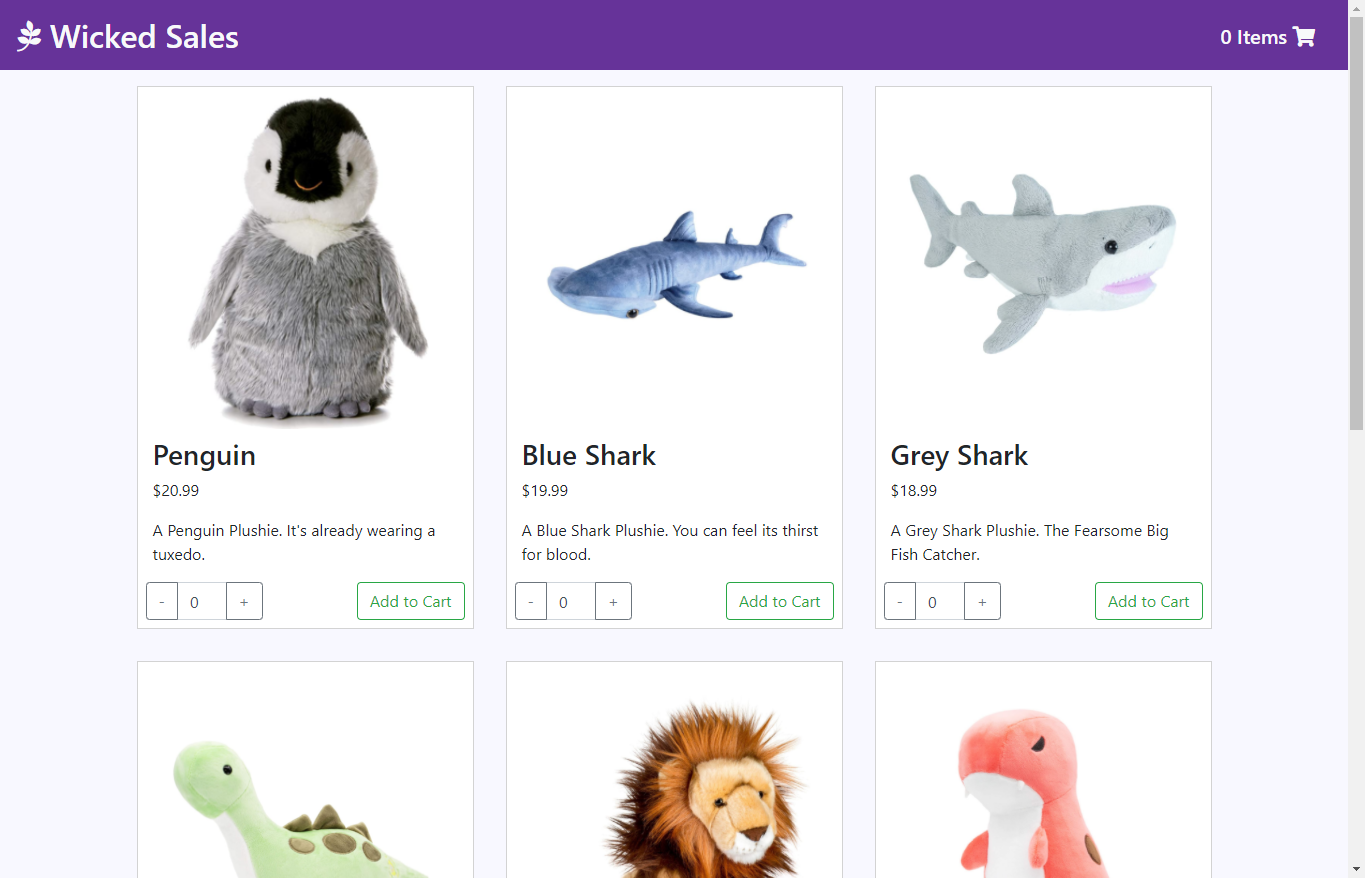 Wicked Sales
0 Items
Penguin
$20.99
A Penguin Plushie. It's already wearing a
tuxedo.
- 0 + Add to Cart
Blue Shark
$19.99
A Blue Shark Plushie. You can feel its thirst
for blood.
- 0 + Add to Cart
Grey Shark
$18.99
A Grey Shark Plushie. The Fearsome Big
Fish Catcher.
- 0 + Add to Cart